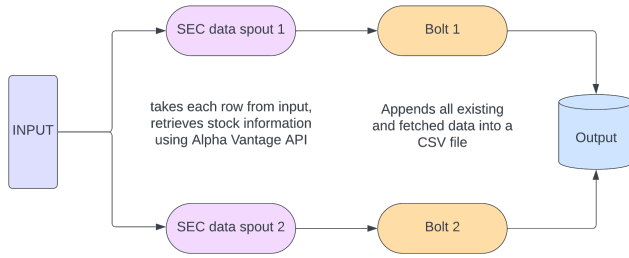 SEC data spout 1
Bolt 1
INPUT
takes each row from input,
retrieves stock information
using Alpha Vantage API
Appends all existing
and fetched data into a
CSV file
Output
SEC data spout 2
Bolt 2